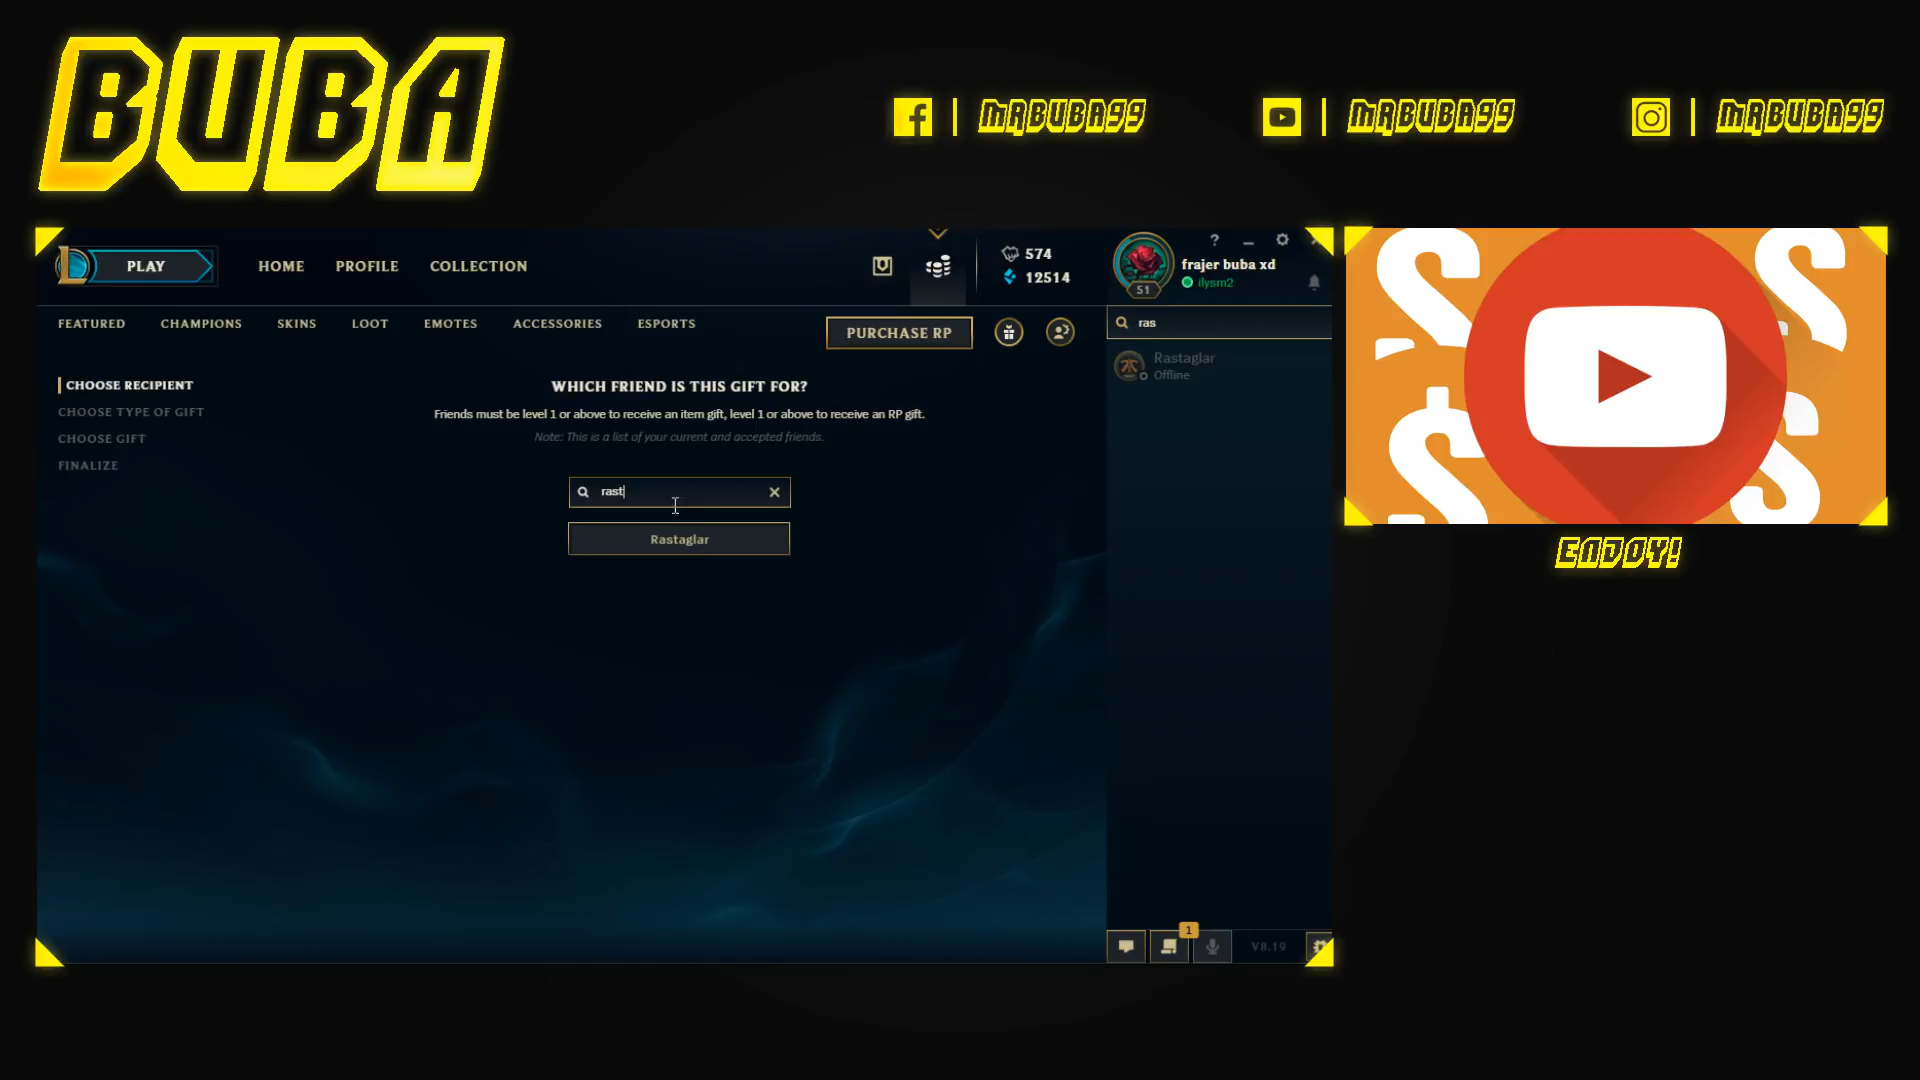 BUBA
MRBUBA99
MRBUBA99
MRBUBA99
PLAY
HOME
PROFILE
COLLECTION
574
12514
51
frajer buba xd
ilysm2
?
FEATURED
CHAMPIONS
SKINS
LOOT
EMOTES
ACCESSORIES
ESPORTS
PURCHASE RP
ras
Rastaglar
Offline
CHOOSE RECIPIENT
CHOOSE TYPE OF GIFT
CHOOSE GIFT
FINALIZE
WHICH FRIEND IS THIS GIFT FOR?
Friends must be level 1 or above to receive an item gift, level 1 or above to receive an RP gift.
Note: This is a list of your current and accepted friends.
rast
Rastaglar
ENJOY!
1
V8.19